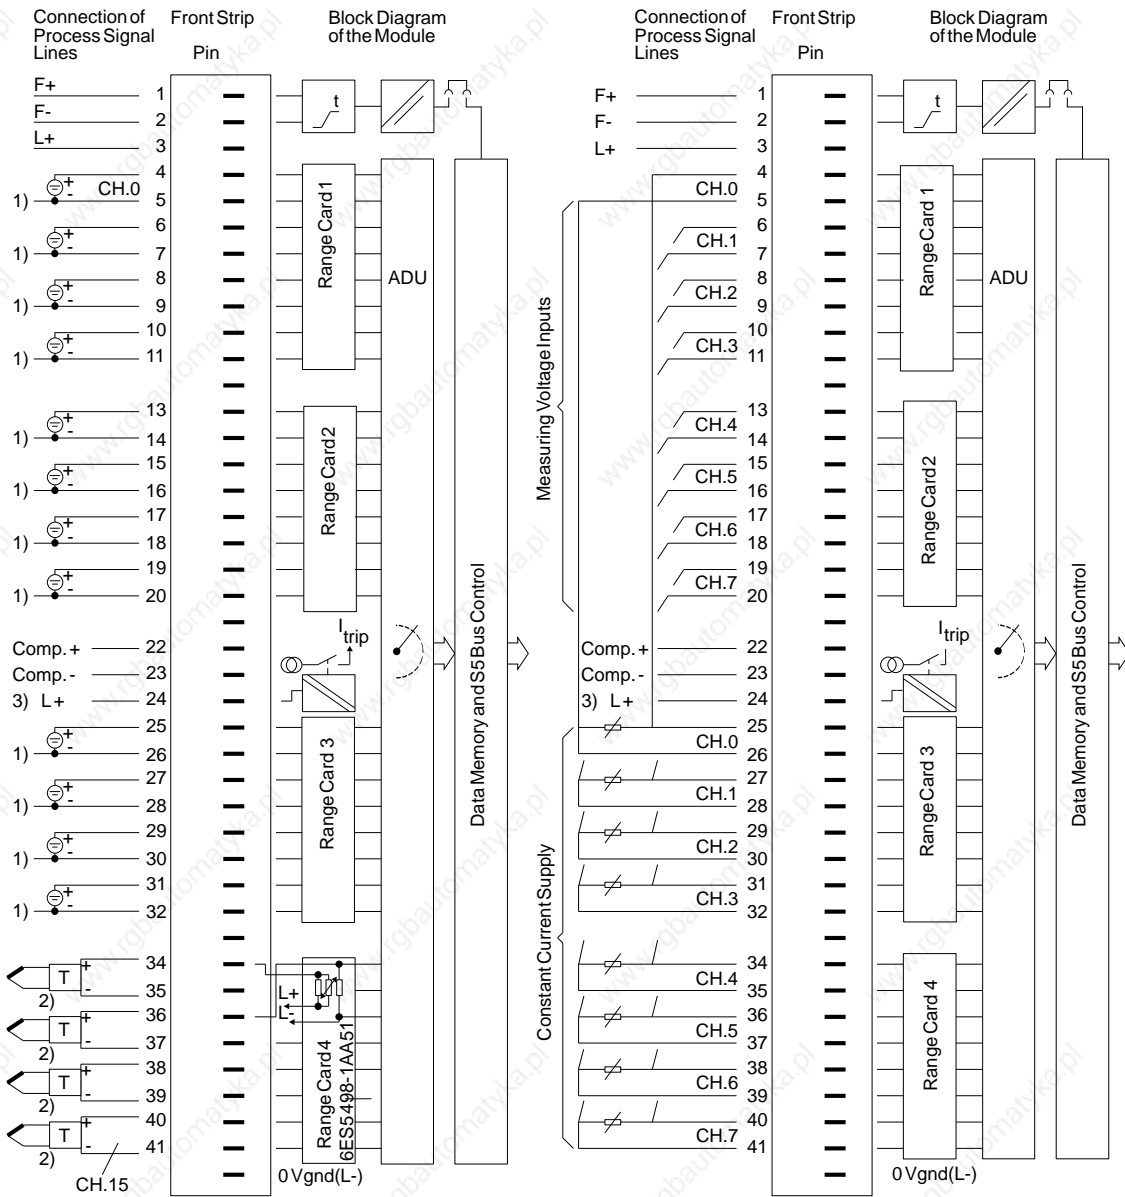 Connection of Process Signal Lines
Front Strip
Pin
Block Diagram of the Module
F+
F-
L+
1
2
3
t
4
5
CH.0
+
-
1)
6
7
+
-
1)
8
9
+
-
1)
10
11
+
-
1)
Range Card 1
ADU
13
14
+
-
1)
15
16
+
-
1)
17
18
+
-
1)
19
20
+
-
1)
Range Card 2
Comp. +
22
Comp. -
23
3) L+
24
I trip
Data Memory and S5 Bus Control
25
26
+
-
1)
27
28
+
-
1)
29
30
+
-
1)
31
32
+
-
1)
Range Card 3
34
35
T
+
-
2)
36
37
T
+
-
2)
38
39
T
+
-
2)
40
41
T
+
-
2)
CH.15
L+
L-
Range Card 4
6ES5 498-1AA51
0 Vgnd (L-)
Connection of Process Signal Lines
Front Strip
Pin
Block Diagram of the Module
F+
F-
L+
1
2
3
t
4
CH.0
5
6
CH.1
7
8
CH.2
9
10
CH.3
11
Range Card 1
ADU
Measuring Voltage Inputs
13
CH.4
14
15
CH.5
16
17
CH.6
18
19
CH.7
20
Range Card 2
Comp. +
22
Comp. -
23
3) L+
24
I trip
Data Memory and S5 Bus Control
25
CH.0
26
27
CH.1
28
29
CH.2
30
31
CH.3
32
Range Card 3
Constant Current Supply
34
CH.4
35
36
CH.5
37
38
CH.6
39
40
CH.7
41
Range Card 4
0 Vgnd (L-)
www.rgbautomatyka.pl